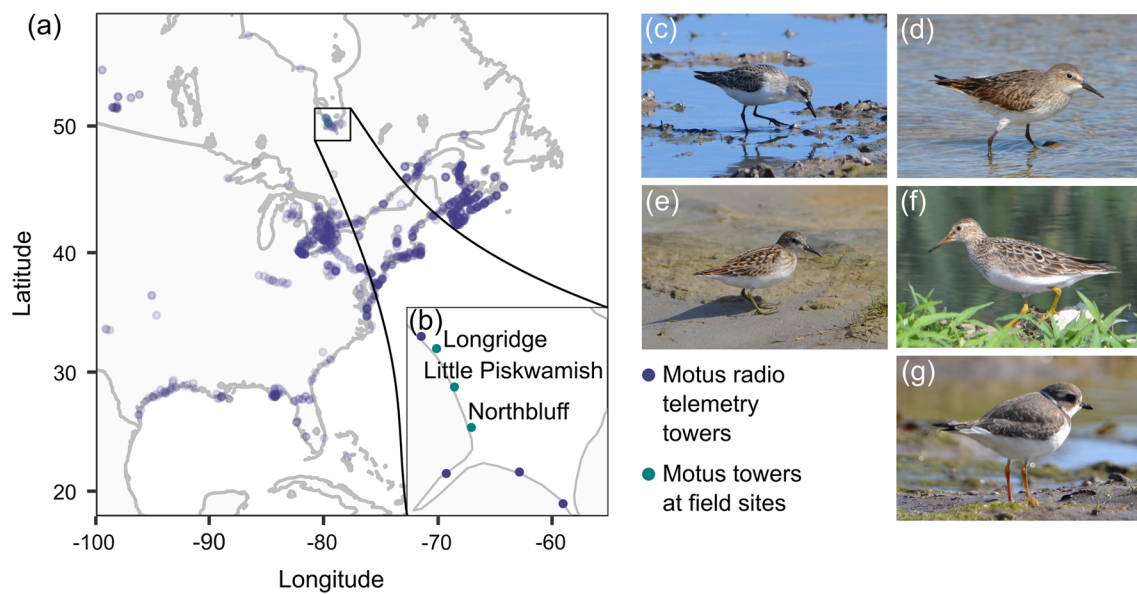 (a)
50
40
30
20
-100
-90
-80
-70
-60
Latitude
Longitude
(b)
Longridge
Little Piskwamish
Northbluff
(c)
(d)
(e)
(f)
Motus radio
telemetry
towers
Motus towers
at field sites
(g)